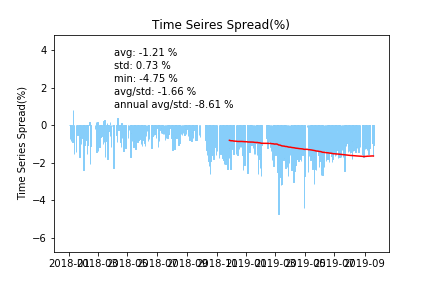 Time Seires Spread(%)
avg: -1.21 %
std: 0.73 %
min: -4.75 %
avg/std: -1.66 %
annual avg/std: -8.61 %
Time Series Spread(%)
4
2
0
−2
−4
−6
2018-01 2018-03 2018-05 2018-07 2018-09 2018-11 2019-01 2019-03 2019-05 2019-07 2019-09